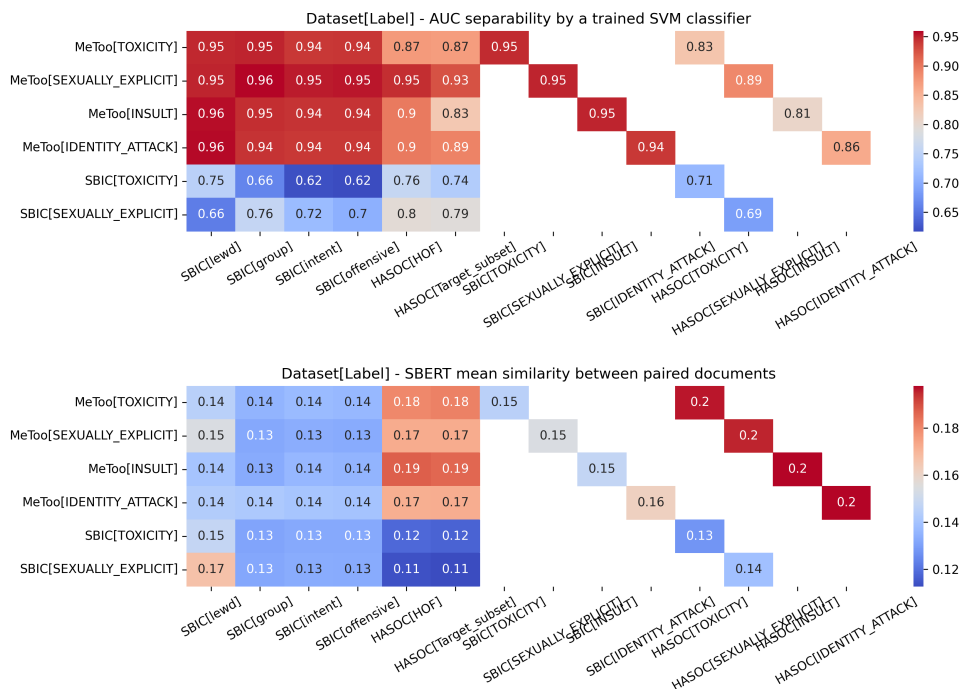 Dataset[Label] - AUC separability by a trained SVM classifier
MeToo[TOXICITY] 0.95 0.95 0.94 0.94 0.87 0.87 0.95 0.83
MeToo[SEXUALLY_EXPLICIT] 0.95 0.96 0.95 0.95 0.95 0.93 0.95 0.89
MeToo[INSULT] 0.96 0.95 0.94 0.94 0.9 0.83 0.95 0.81
MeToo[IDENTITY_ATTACK] 0.96 0.94 0.94 0.94 0.9 0.89 0.94 0.86
SBIC[TOXICITY] 0.75 0.66 0.62 0.62 0.76 0.74 0.71
SBIC[SEXUALLY_EXPLICIT] 0.66 0.76 0.72 0.7 0.8 0.79 0.69
SBIC[lewd]
SBIC[group]
SBIC[intent]
SBIC[offensive]
HASOC[HOF]
HASOC[Target_subset]
SBIC[TOXICITY]
SBIC[SEXUALLY_EXPLICIT]
SBIC[INSULT]
SBIC[IDENTITY_ATTACK]
HASOC[TOXICITY]
HASOC[SEXUALLY_EXPLICIT]
HASOC[INSULT]
HASOC[IDENTITY_ATTACK]
0.95
0.90
0.85
0.80
0.75
0.70
0.65
Dataset[Label] - SBERT mean similarity between paired documents
MeToo[TOXICITY] 0.14 0.14 0.14 0.14 0.18 0.18 0.15 0.2
MeToo[SEXUALLY_EXPLICIT] 0.15 0.13 0.13 0.13 0.17 0.17 0.15 0.2
MeToo[INSULT] 0.14 0.13 0.14 0.14 0.19 0.19 0.15 0.2
MeToo[IDENTITY_ATTACK] 0.14 0.14 0.14 0.14 0.17 0.17 0.16 0.2
SBIC[TOXICITY] 0.15 0.13 0.13 0.13 0.12 0.12 0.13
SBIC[SEXUALLY_EXPLICIT] 0.17 0.13 0.13 0.13 0.11 0.11 0.14
SBIC[lewd]
SBIC[group]
SBIC[intent]
SBIC[offensive]
HASOC[HOF]
HASOC[Target_subset]
SBIC[TOXICITY]
SBIC[SEXUALLY_EXPLICIT]
SBIC[INSULT]
SBIC[IDENTITY_ATTACK]
HASOC[TOXICITY]
HASOC[SEXUALLY_EXPLICIT]
HASOC[INSULT]
HASOC[IDENTITY_ATTACK]
0.18
0.16
0.14
0.12